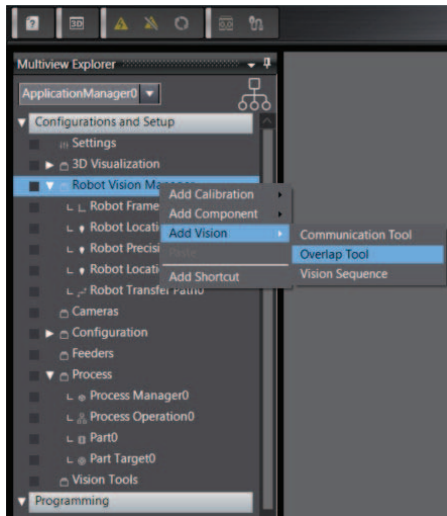 3D
Multiview Explorer
ApplicationManager0
Configurations and Setup
Settings
3D Visualization
Robot Vision Manager
Add Calibration
Robot Frame
Add Component
Robot Locati
Add Vision
Communication Tool
Robot Precisi
Paste
Overlap Tool
Robot Locati
Add Shortcut
Vision Sequence
Robot Transfer Path0
Cameras
Configuration
Feeders
Process
Process Manager0
Process Operation0
Part0
Part Target0
Vision Tools
Programming